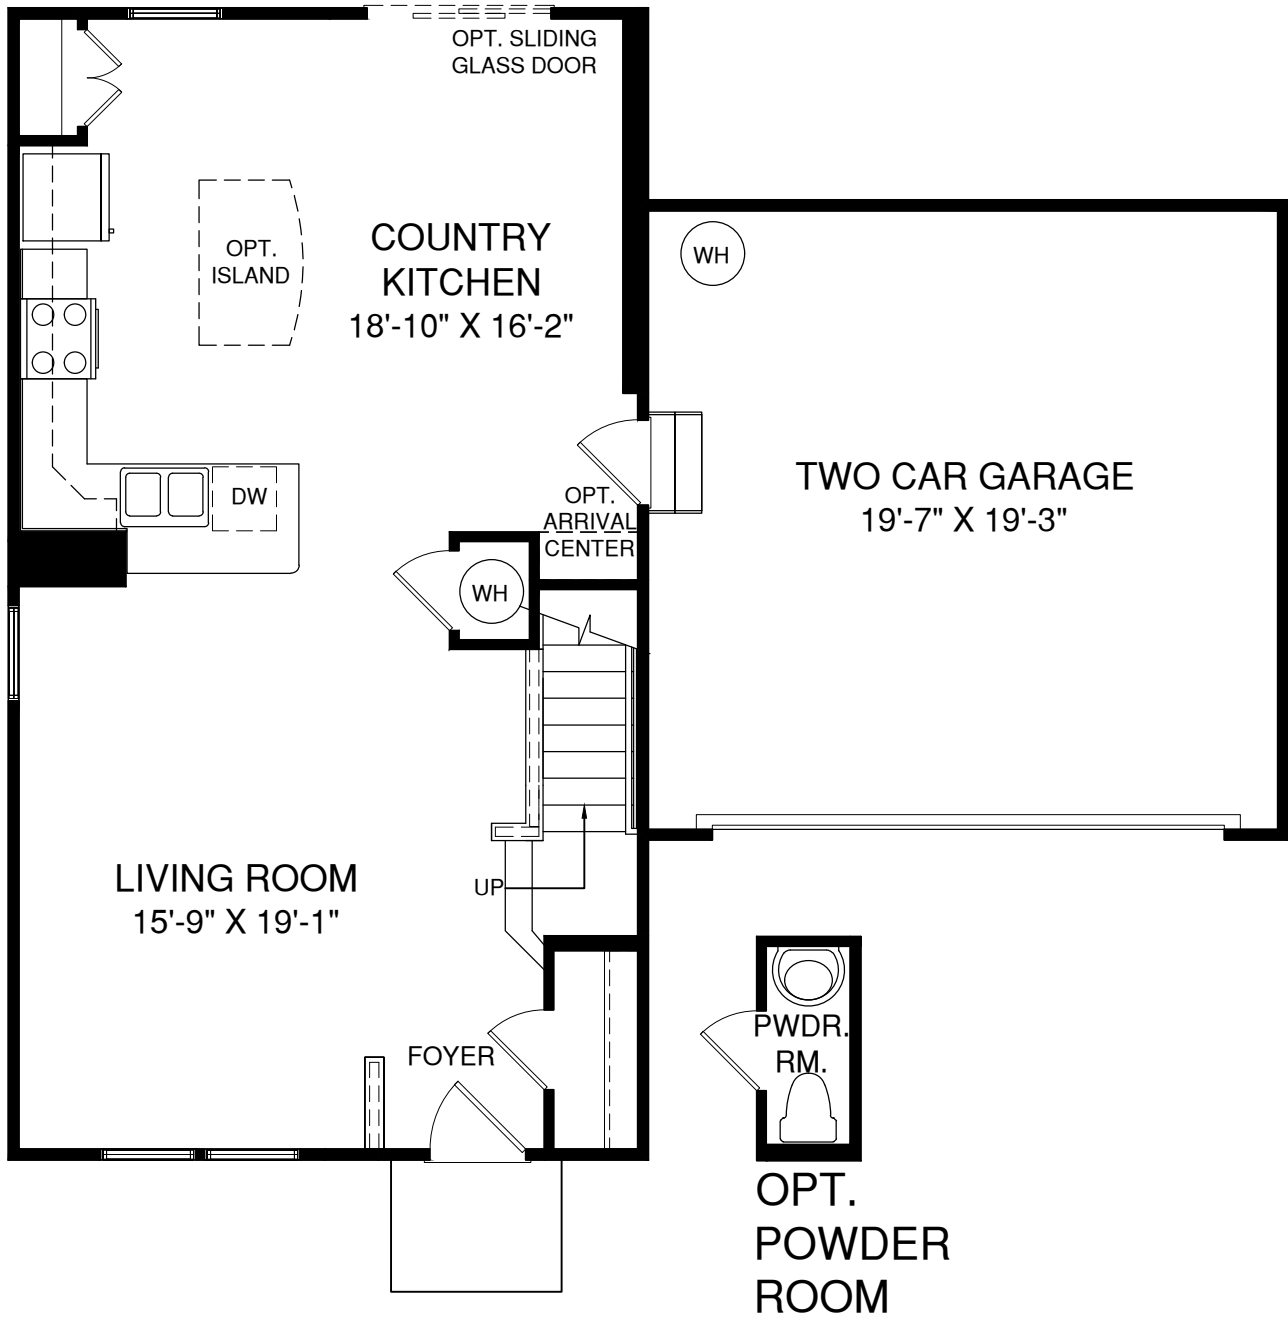 OPT. SLIDING
GLASS DOOR
OPT.
ISLAND
COUNTRY
KITCHEN
18'-10" X 16'-2"
WH
TWO CAR GARAGE
19'-7" X 19'-3"
DW
OPT.
ARRIVAL
CENTER
WH
LIVING ROOM
15'-9" X 19'-1"
UP
FOYER
PWDR.
RM.
OPT.
POWDER
ROOM